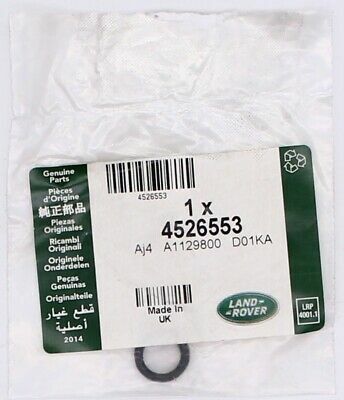 Genuine
Parts
Pièces
d'Origine
純正部品
Piezas
Originales
Ricambi
Originali
Originele
Onderdelen
Peças
Genuinas
Originalteile
قطع غيار
أصلية
2014
4526553
1 x
4526553
Aj4 A1129800 D01KA
Made In
UK
LAND-
-ROVER
LRP
4001.1